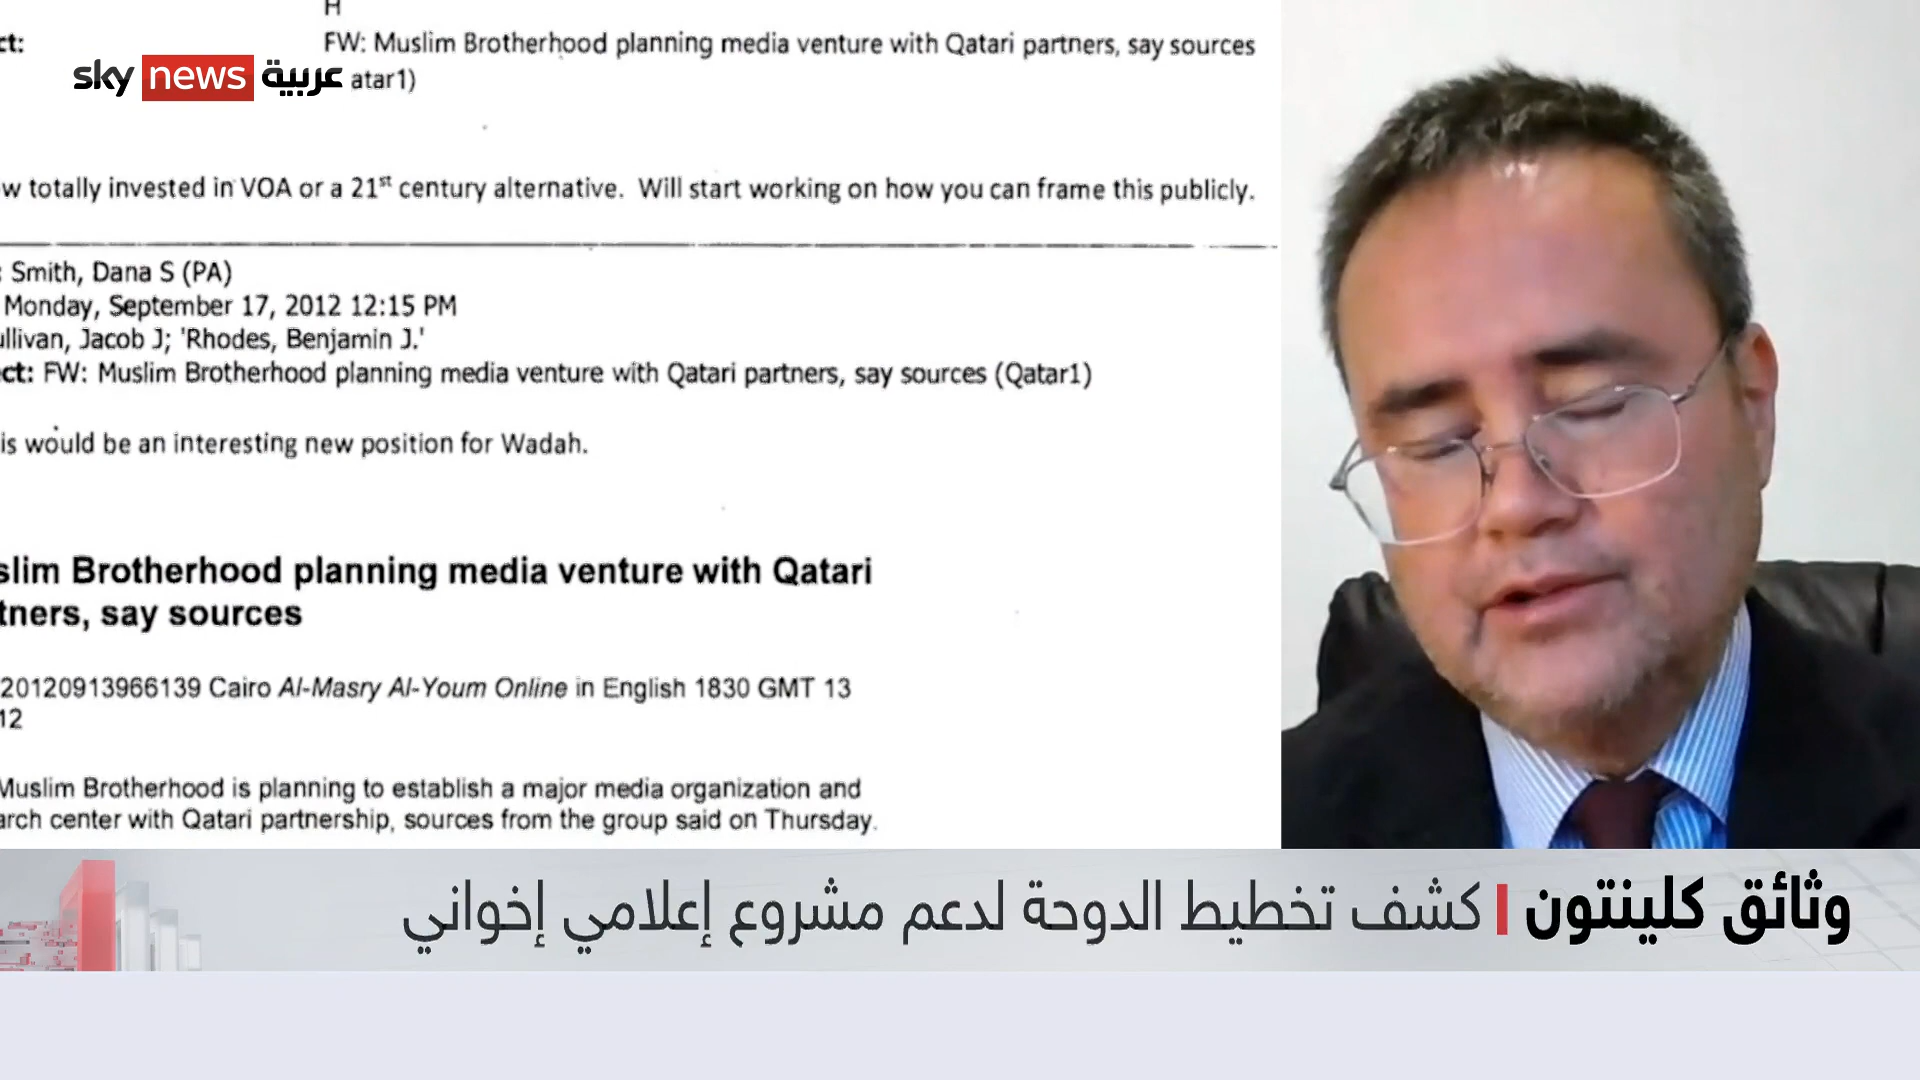 H
ct: FW: Muslim Brotherhood planning media venture with Qatari partners, say sources
sky news عربية atar1)
w totally invested in VOA or a 21st century alternative. Will start working on how you can frame this publicly.
: Smith, Dana S (PA)
Monday, September 17, 2012 12:15 PM
ullivan, Jacob J; 'Rhodes, Benjamin J.'
ct: FW: Muslim Brotherhood planning media venture with Qatari partners, say sources (Qatar1)
is would be an interesting new position for Wadah.
slim Brotherhood planning media venture with Qatari
tners, say sources
20120913966139 Cairo Al-Masry Al-Youm Online in English 1830 GMT 13
12
Muslim Brotherhood is planning to establish a major media organization and
arch center with Qatari partnership, sources from the group said on Thursday.
وثائق كلينتون | كشف تخطيط الدوحة لدعم مشروع إعلامي إخواني